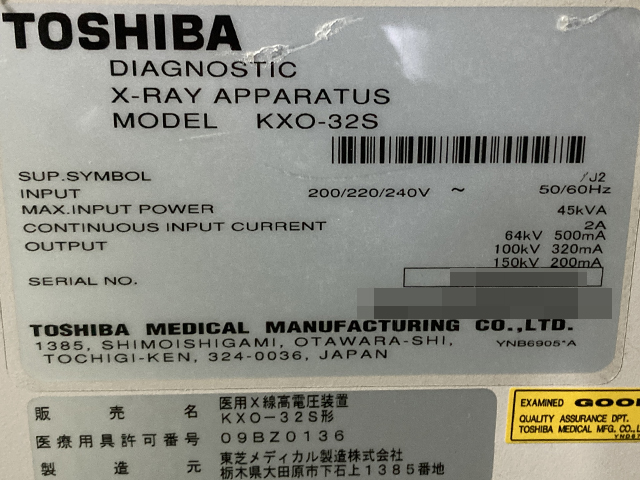 TOSHIBA
DIAGNOSTIC
X-RAY APPARATUS
MODEL KXO-32S
SUP.SYMBOL /J2
INPUT 200/220/240V ~ 50/60Hz
MAX.INPUT POWER 45kVA
CONTINUOUS INPUT CURRENT 2A
OUTPUT 64kV 500mA
100kV 320mA
150kV 200mA
SERIAL NO.
TOSHIBA MEDICAL MANUFACTURING CO.,LTD.
1385, SHIMOISHIGAMI, OTAWARA-SHI,
TOCHIGI-KEN, 324-0036, JAPAN
YNB6905*A
販売名 医用X線高電圧装置
KXO-32S形
医療用具許可番号 09BZ0136
製造元 東芝メディカル製造株式会社
栃木県大田原市下石上1385番地
EXAMINED
QUALITY ASSURANCE DPT.
TOSHIBA MEDICAL MFG. CO.,